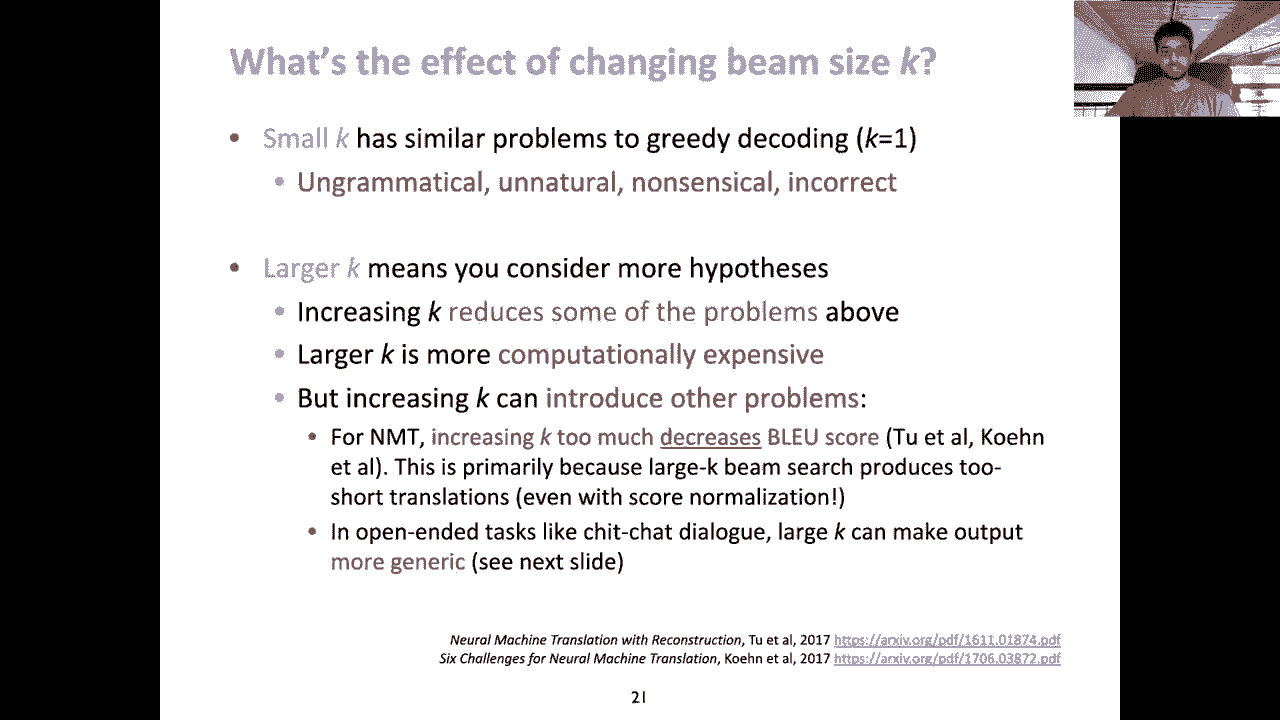 What's the effect of changing beam size k?
• Small k has similar problems to greedy decoding (k=1)
• Ungrammatical, unnatural, nonsensical, incorrect
• Larger k means you consider more hypotheses
• Increasing k reduces some of the problems above
• Larger k is more computationally expensive
• But increasing k can introduce other problems:
• For NMT, increasing k too much decreases BLEU score (Tu et al, Koehn
et al). This is primarily because large-k beam search produces too-
short translations (even with score normalization!)
• In open-ended tasks like chit-chat dialogue, large k can make output
more generic (see next slide)
Neural Machine Translation with Reconstruction, Tu et al, 2017 https://arxiv.org/pdf/1611.01874.pdf
Six Challenges for Neural Machine Translation, Koehn et al, 2017 https://arxiv.org/pdf/1706.03872.pdf
21